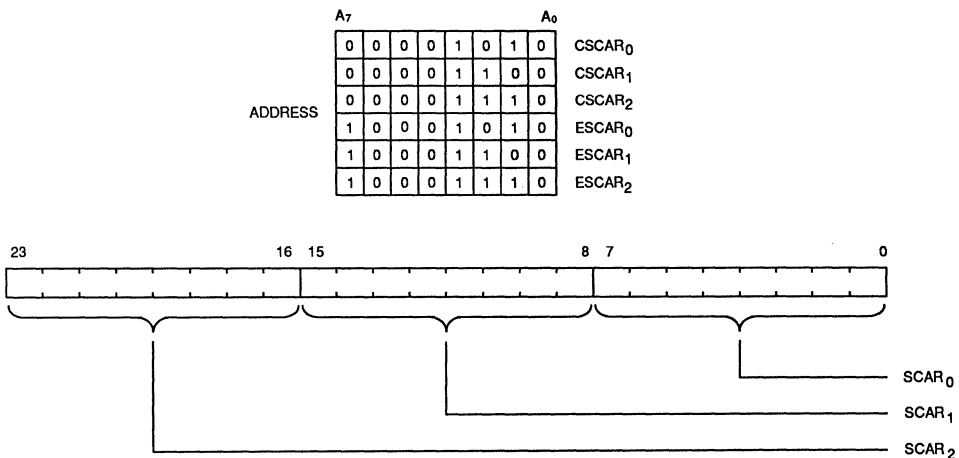 A7 A0
0 0 0 0 1 0 1 0 CSCAR0
0 0 0 0 1 1 0 0 CSCAR1
0 0 0 0 1 1 1 0 CSCAR2
ADDRESS
1 0 0 0 1 0 1 0 ESCAR0
1 0 0 0 1 1 0 0 ESCAR1
1 0 0 0 1 1 1 0 ESCAR2
23 16 15 8 7 0
SCAR0
SCAR1
SCAR2